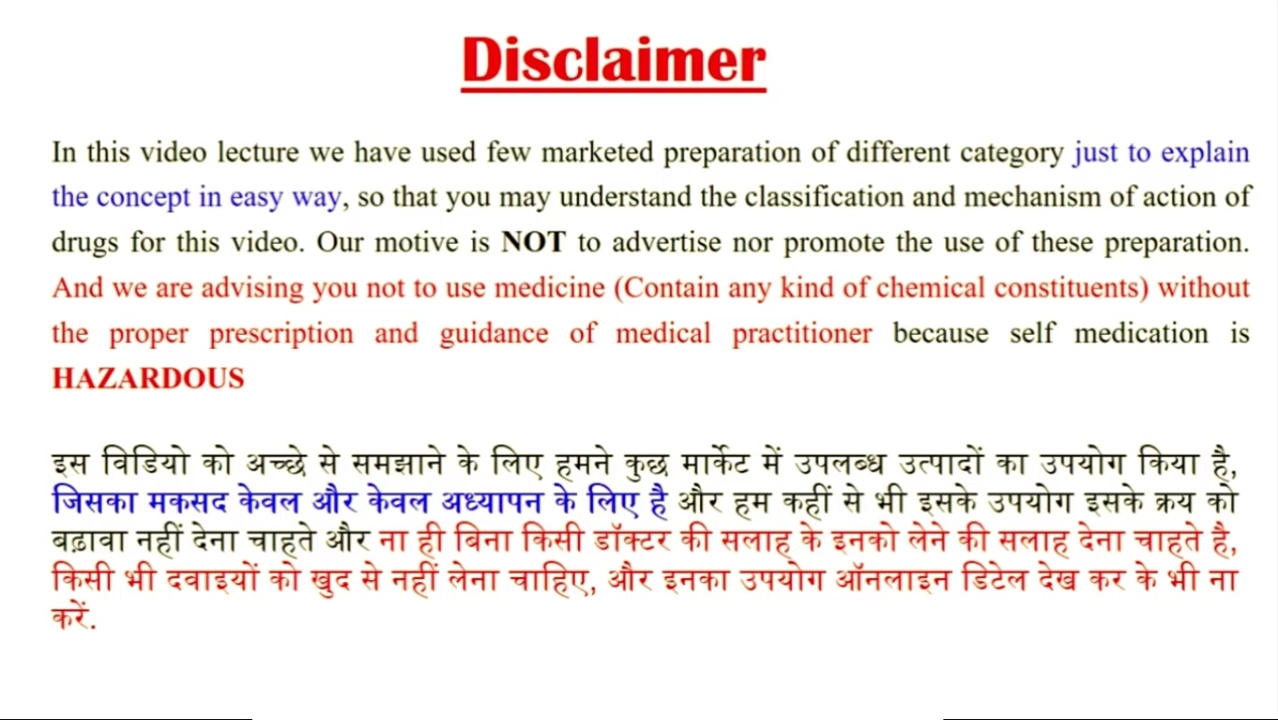 Disclaimer
In this video lecture we have used few marketed preparation of different category just to explain
the concept in easy way, so that you may understand the classification and mechanism of action of
drugs for this video. Our motive is NOT to advertise nor promote the use of these preparation.
And we are advising you not to use medicine (Contain any kind of chemical constituents) without
the proper prescription and guidance of medical practitioner because self medication is
HAZARDOUS
इस विडियो को अच्छे से समझाने के लिए हमने कुछ मार्केट में उपलब्ध उत्पादों का उपयोग किया है,
जिसका मकसद केवल और केवल अध्यापन के लिए है और हम कहीं से भी इसके उपयोग इसके क्रय को
बढ़ावा नहीं देना चाहते और ना ही बिना किसी डॉक्टर की सलाह के इनको लेने की सलाह देना चाहते है,
किसी भी दवाइयों को खुद से नहीं लेना चाहिए, और इनका उपयोग ऑनलाइन डिटेल देख कर के भी ना
करें.